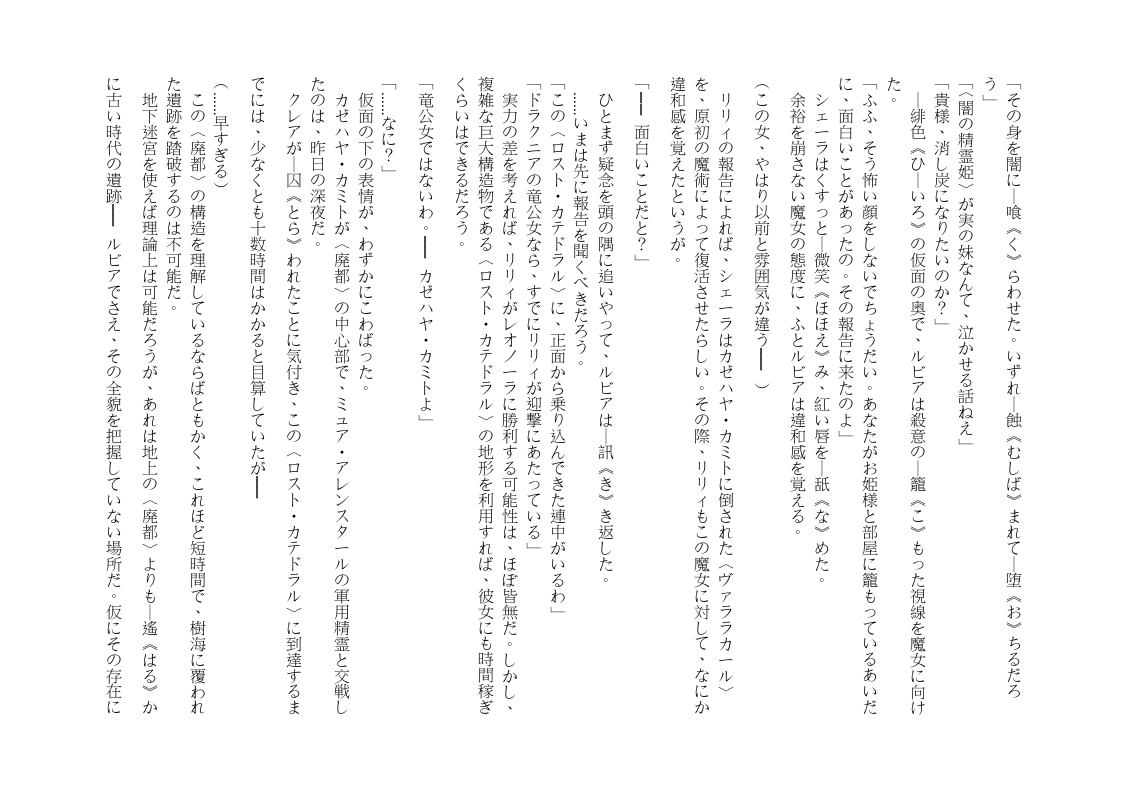 「その身を闇に―喰《く》らわせた。いずれ―蝕《むしば》まれて―堕《お》ちるだろ
う」
「〈闇の精霊姫〉が実の妹なんて、泣かせる話ねえ」
「貴様、消し炭になりたいのか？」
　―緋色《ひ―いろ》の仮面の奥で、ルビアは殺意の―籠《こ》もった視線を魔女に向け
た。
「ふふ、そう怖い顔をしないでちょうだい。あなたがお姫様と部屋に籠もっているあいだ
に、面白いことがあったの。その報告に来たのよ」
　シェーラはくすっと―微笑《ほほえ》み、紅い唇を―舐《な》めた。
　余裕を崩さない魔女の態度に、ふとルビアは違和感を覚える。
（この女、やはり以前と雰囲気が違う━━　）
　リリィの報告によれば、シェーラはカゼハヤ・カミトに倒された〈ヴァララカール〉
を、原初の魔術によって復活させたらしい。その際、リリィもこの魔女に対して、なにか
違和感を覚えたというが。
「━━　面白いことだと？」
　ひとまず疑念を頭の隅に追いやって、ルビアは―訊《き》き返した。
　……いまは先に報告を聞くべきだろう。
「この〈ロスト・カテドラル〉に、正面から乗り込んできた連中がいるわ」
「ドラクニアの竜公女なら、すでにリリィが迎撃にあたっている」
　実力の差を考えれば、リリィがレオノーラに勝利する可能性は、ほぼ皆無だ。しかし、
複雑な巨大構造物である〈ロスト・カテドラル〉の地形を利用すれば、彼女にも時間稼ぎ
くらいはできるだろう。
「竜公女ではないわ。━━　カゼハヤ・カミトよ」
「……なに？」
　仮面の下の表情が、わずかにこわばった。
　カゼハヤ・カミトが〈廃都〉の中心部で、ミュア・アレンスタールの軍用精霊と交戦し
たのは、昨日の深夜だ。
　クレアが―囚《とら》われたことに気付き、この〈ロスト・カテドラル〉に到達するま
でには、少なくとも十数時間はかかると目算していたが━━
（……早すぎる）
　この〈廃都〉の構造を理解しているならばともかく、これほど短時間で、樹海に覆われ
た遺跡を踏破するのは不可能だ。
　地下迷宮を使えば理論上は可能だろうが、あれは地上の〈廃都〉よりも―遙《はる》か
に古い時代の遺跡━━　ルビアでさえ、その全貌を把握していない場所だ。仮にその存在に